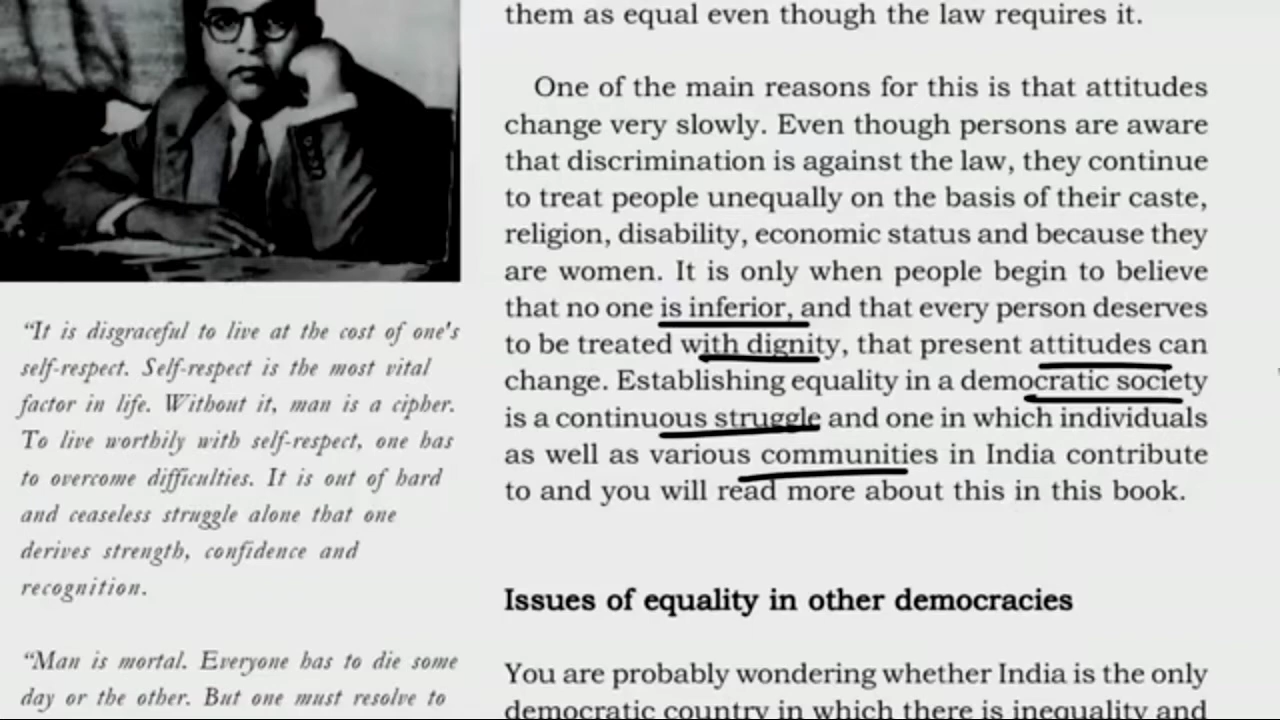 them as equal even though the law requires it.
One of the main reasons for this is that attitudes
change very slowly. Even though persons are aware
that discrimination is against the law, they continue
to treat people unequally on the basis of their caste,
religion, disability, economic status and because they
are women. It is only when people begin to believe
that no one is inferior, and that every person deserves
to be treated with dignity, that present attitudes can
change. Establishing equality in a democratic society
is a continuous struggle and one in which individuals
as well as various communities in India contribute
to and you will read more about this in this book.
Issues of equality in other democracies
You are probably wondering whether India is the only
democratic country in which there is inequality and
“It is disgraceful to live at the cost of one's
self-respect. Self-respect is the most vital
factor in life. Without it, man is a cipher.
To live worthily with self-respect, one has
to overcome difficulties. It is out of hard
and ceaseless struggle alone that one
derives strength, confidence and
recognition.
“Man is mortal. Everyone has to die some
day or the other. But one must resolve to